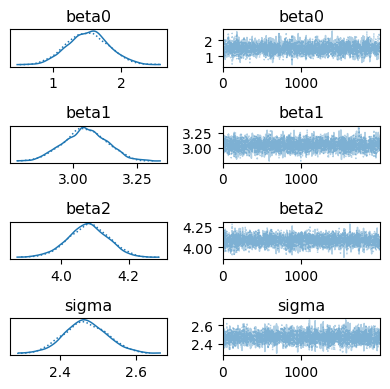 beta0 beta0
2
1
1 2 0 1000
beta1 beta1
3.25
3.00
3.00 3.25 0 1000
beta2 beta2
4.25
4.00
4.0 4.2 0 1000
sigma sigma
2.6
2.4
2.4 2.6 0 1000